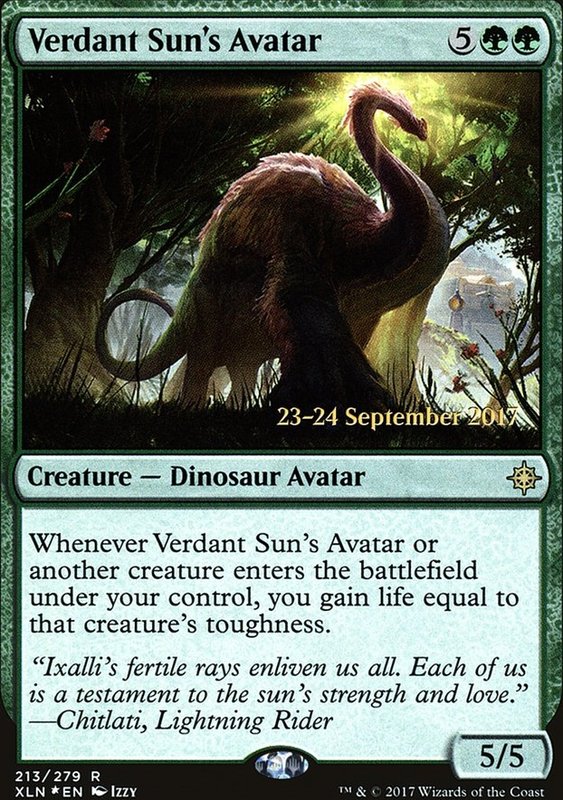 Verdant Sun's Avatar 5
23–24 September 2017
Creature — Dinosaur Avatar
Whenever Verdant Sun's Avatar or
another creature enters the battlefield
under your control, you gain life equal to
that creature's toughness.
“Ixalli's fertile rays enliven us all. Each of us
is a testament to the sun's strength and love.”
—Chitlati, Lightning Rider
5/5
213/279 R
XLN ★ EN Izzy
™ & © 2017 Wizards of the Coast